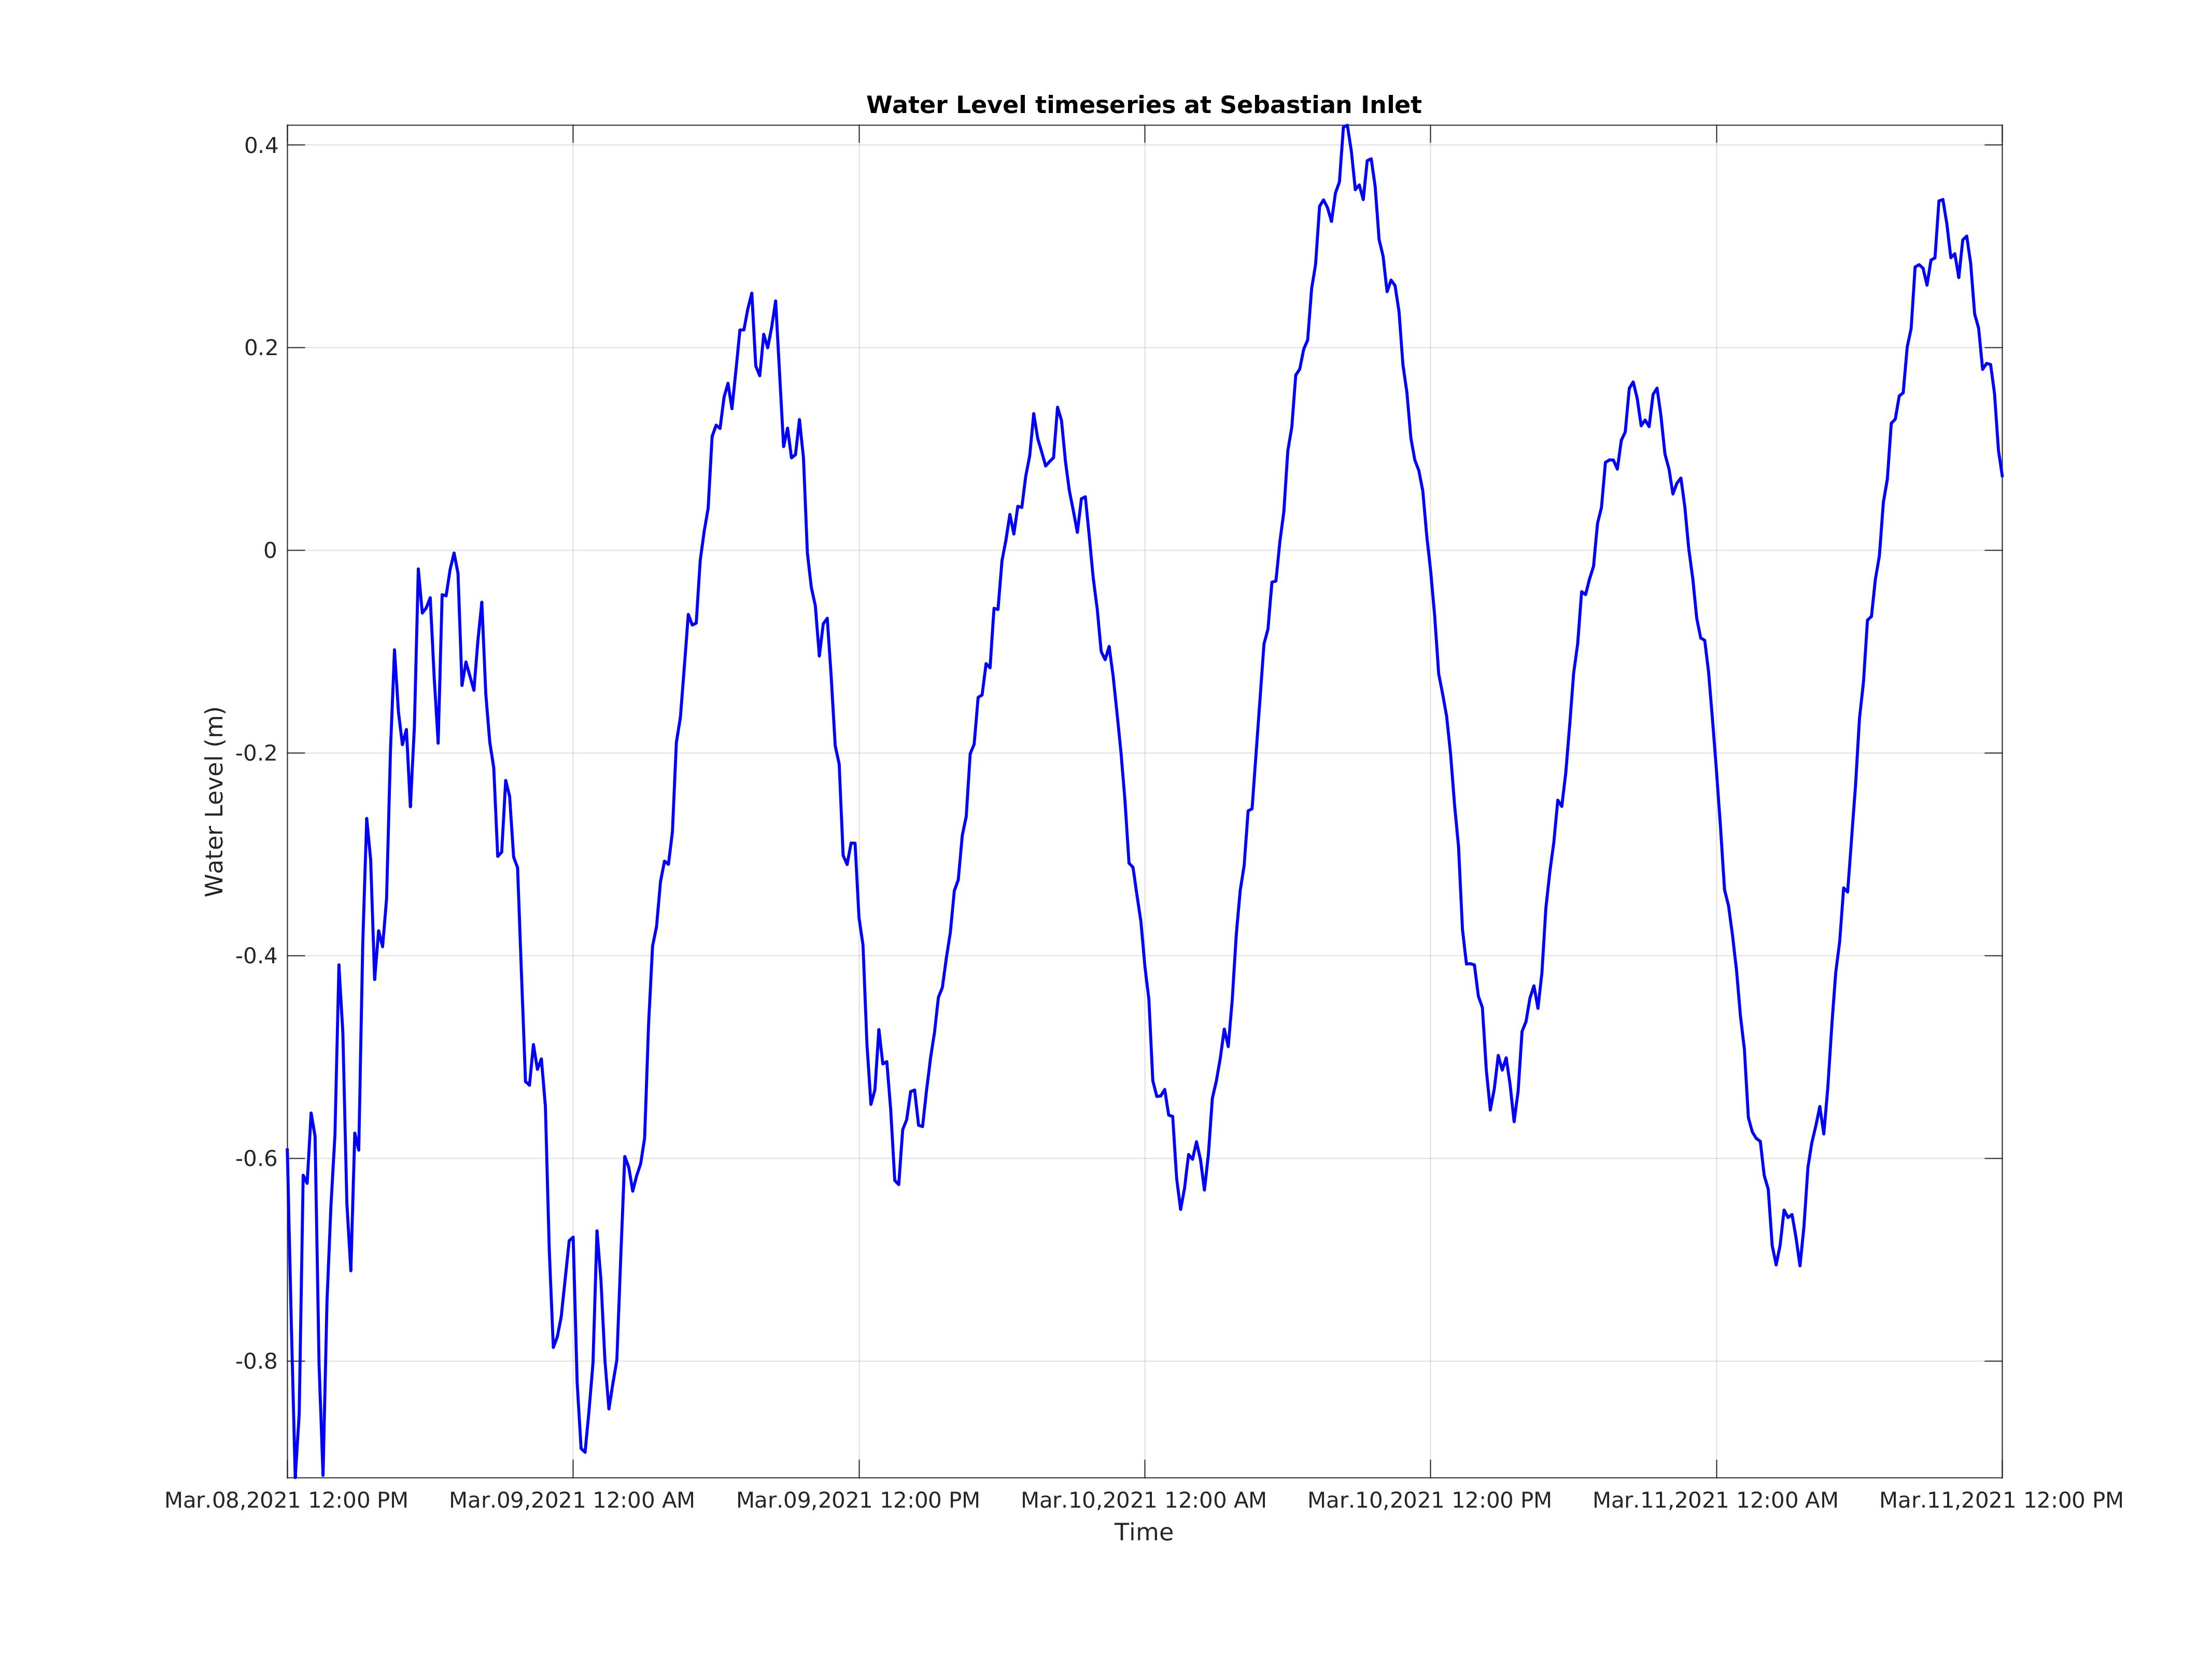 Water Level timeseries at Sebastian Inlet
0.4
0.2
0
-0.2
-0.4
-0.6
-0.8
Water Level (m)
Mar.08,2021 12:00 PM Mar.09,2021 12:00 AM Mar.09,2021 12:00 PM Mar.10,2021 12:00 AM Mar.10,2021 12:00 PM Mar.11,2021 12:00 AM Mar.11,2021 12:00 PM
Time